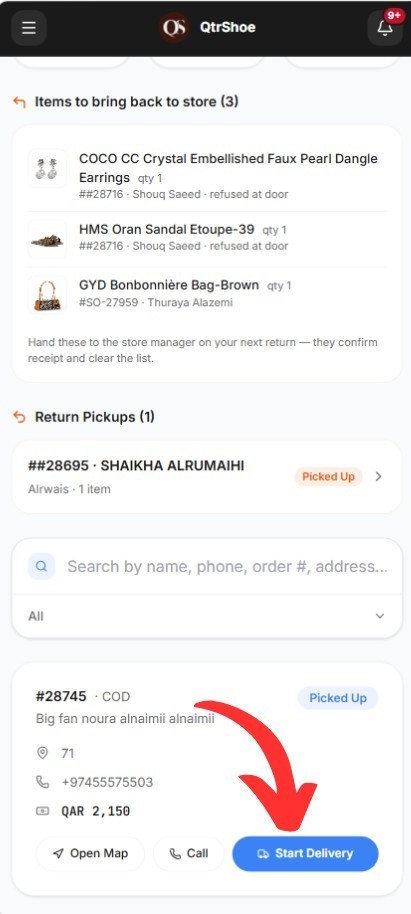 QS QtrShoe 9+
Items to bring back to store (3)
COCO CC Crystal Embellished Faux Pearl Dangle
Earrings qty 1
##28716 · Shouq Saeed · refused at door
HMS Oran Sandal Etoupe-39 qty 1
##28716 · Shouq Saeed · refused at door
GYD Bonbonnière Bag-Brown qty 1
#SO-27959 · Thuraya Alazemi
Hand these to the store manager on your next return — they confirm
receipt and clear the list.
Return Pickups (1)
##28695 · SHAIKHA ALRUMAIHI
Picked Up
Alrwais · 1 item
Search by name, phone, order #, address...
All
#28745 · COD
Picked Up
Big fan noura alnaimii alnaimii
71
+97455575503
QAR 2,150
Open Map Call Start Delivery